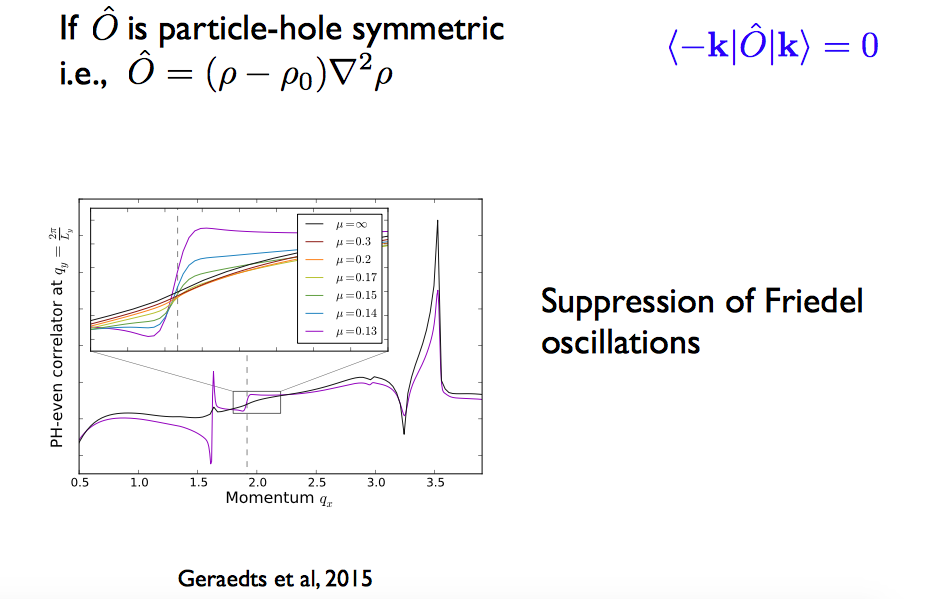 If Ô is particle-hole symmetric
i.e., Ô = (ρ − ρ₀)∇²ρ
⟨−k|Ô|k⟩ = 0
PH-even correlator at q_y = 2π/L_y
μ=∞
μ=0.3
μ=0.2
μ=0.17
μ=0.15
μ=0.14
μ=0.13
0.5 1.0 1.5 2.0 2.5 3.0 3.5
Momentum q_x
Suppression of Friedel
oscillations
Geraedts et al, 2015